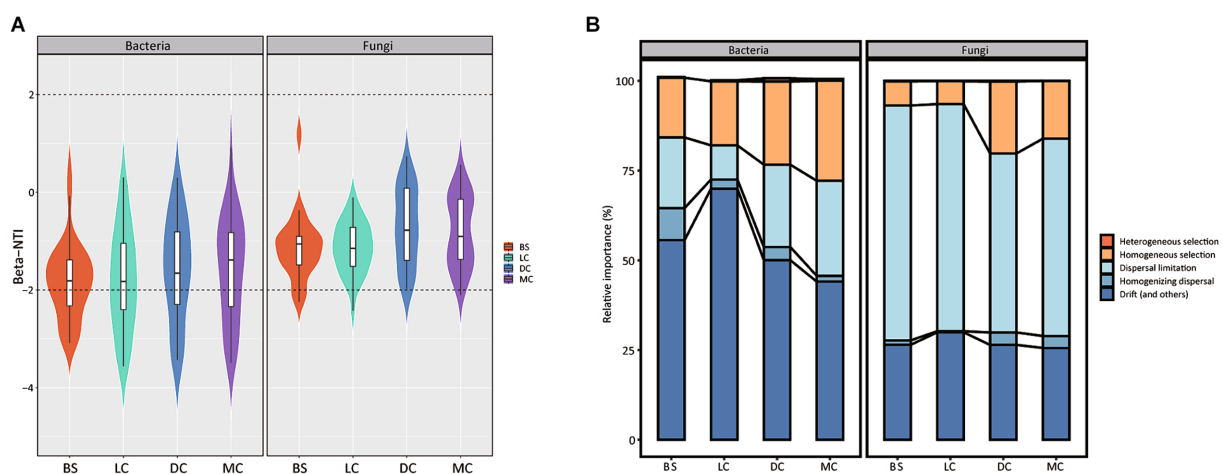 A
Bacteria
Fungi
Beta-NTI
2
0
−2
−4
BS
LC
DC
MC
BS
LC
DC
MC
BS
LC
DC
MC
B
Bacteria
Fungi
Relative importance (%)
100
75
50
25
0
BS
LC
DC
MC
BS
LC
DC
MC
Heterogeneous selection
Homogeneous selection
Dispersal limitation
Homogenizing dispersal
Drift (and others)